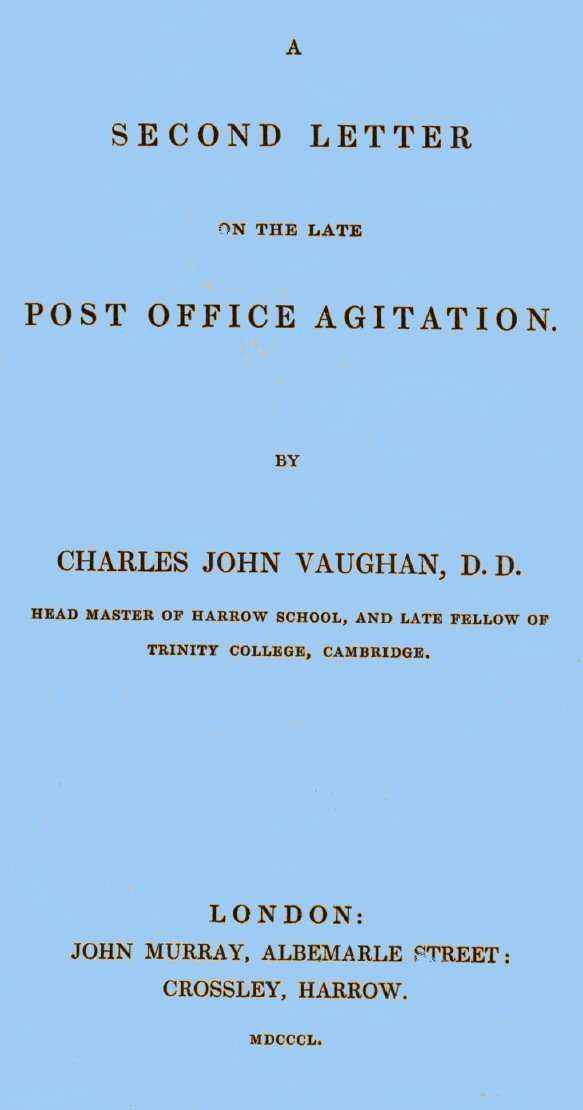 A
SECOND LETTER
ON THE LATE
POST OFFICE AGITATION.
BY
CHARLES JOHN VAUGHAN, D. D.
HEAD MASTER OF HARROW SCHOOL, AND LATE FELLOW OF
TRINITY COLLEGE, CAMBRIDGE.
LONDON:
JOHN MURRAY, ALBEMARLE STREET:
CROSSLEY, HARROW.
MDCCCL.